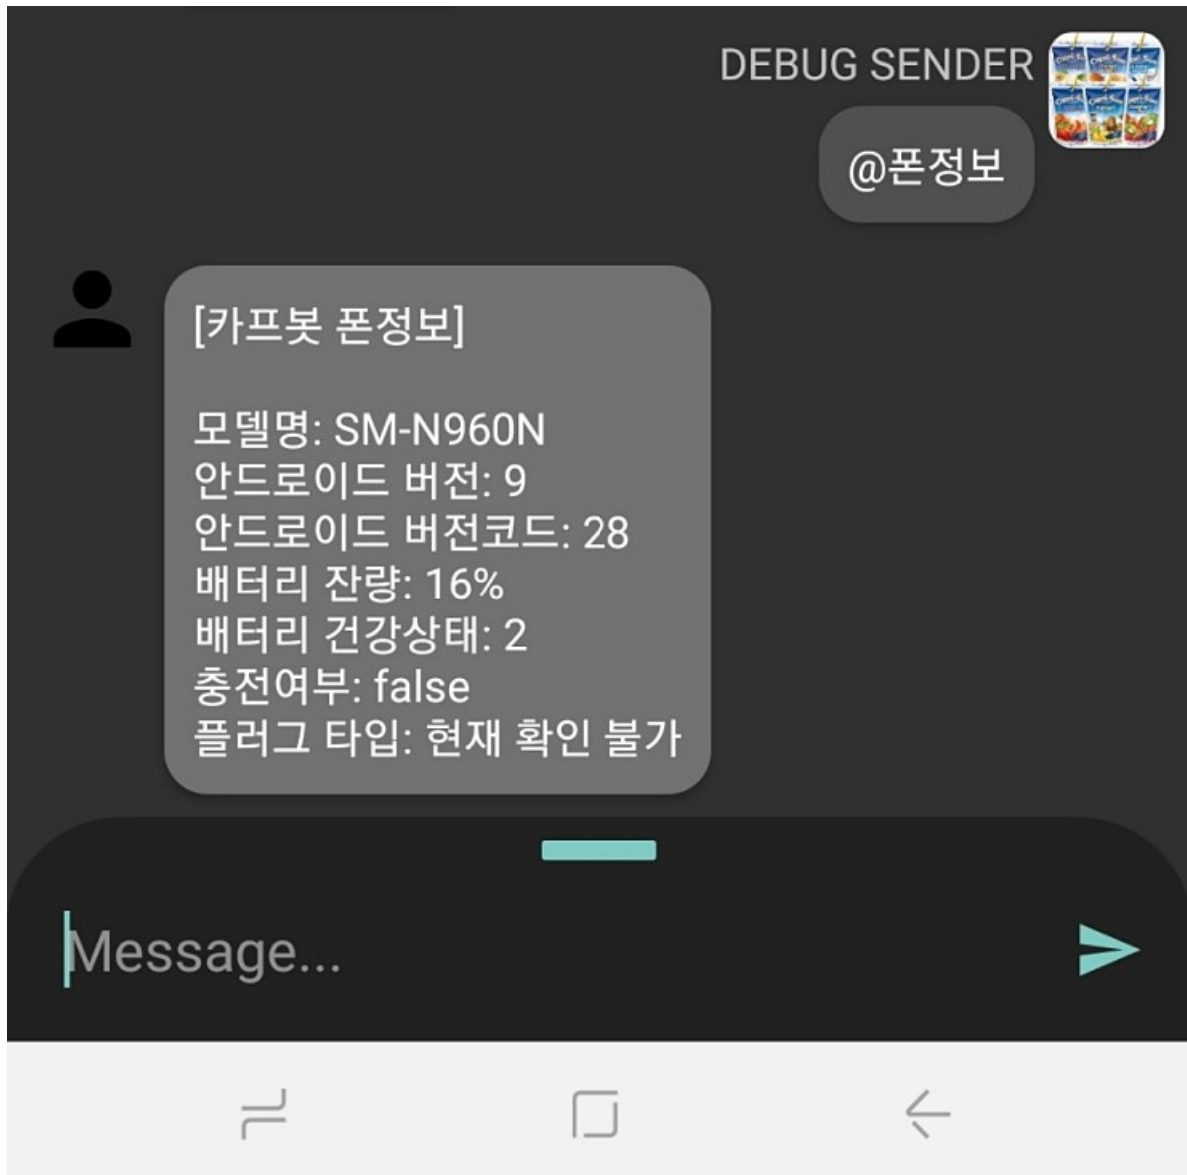 DEBUG SENDER
@폰정보
[카프봇 폰정보]
모델명: SM-N960N
안드로이드 버전: 9
안드로이드 버전코드: 28
배터리 잔량: 16%
배터리 건강상태: 2
충전여부: false
플러그 타입: 현재 확인 불가
Message...